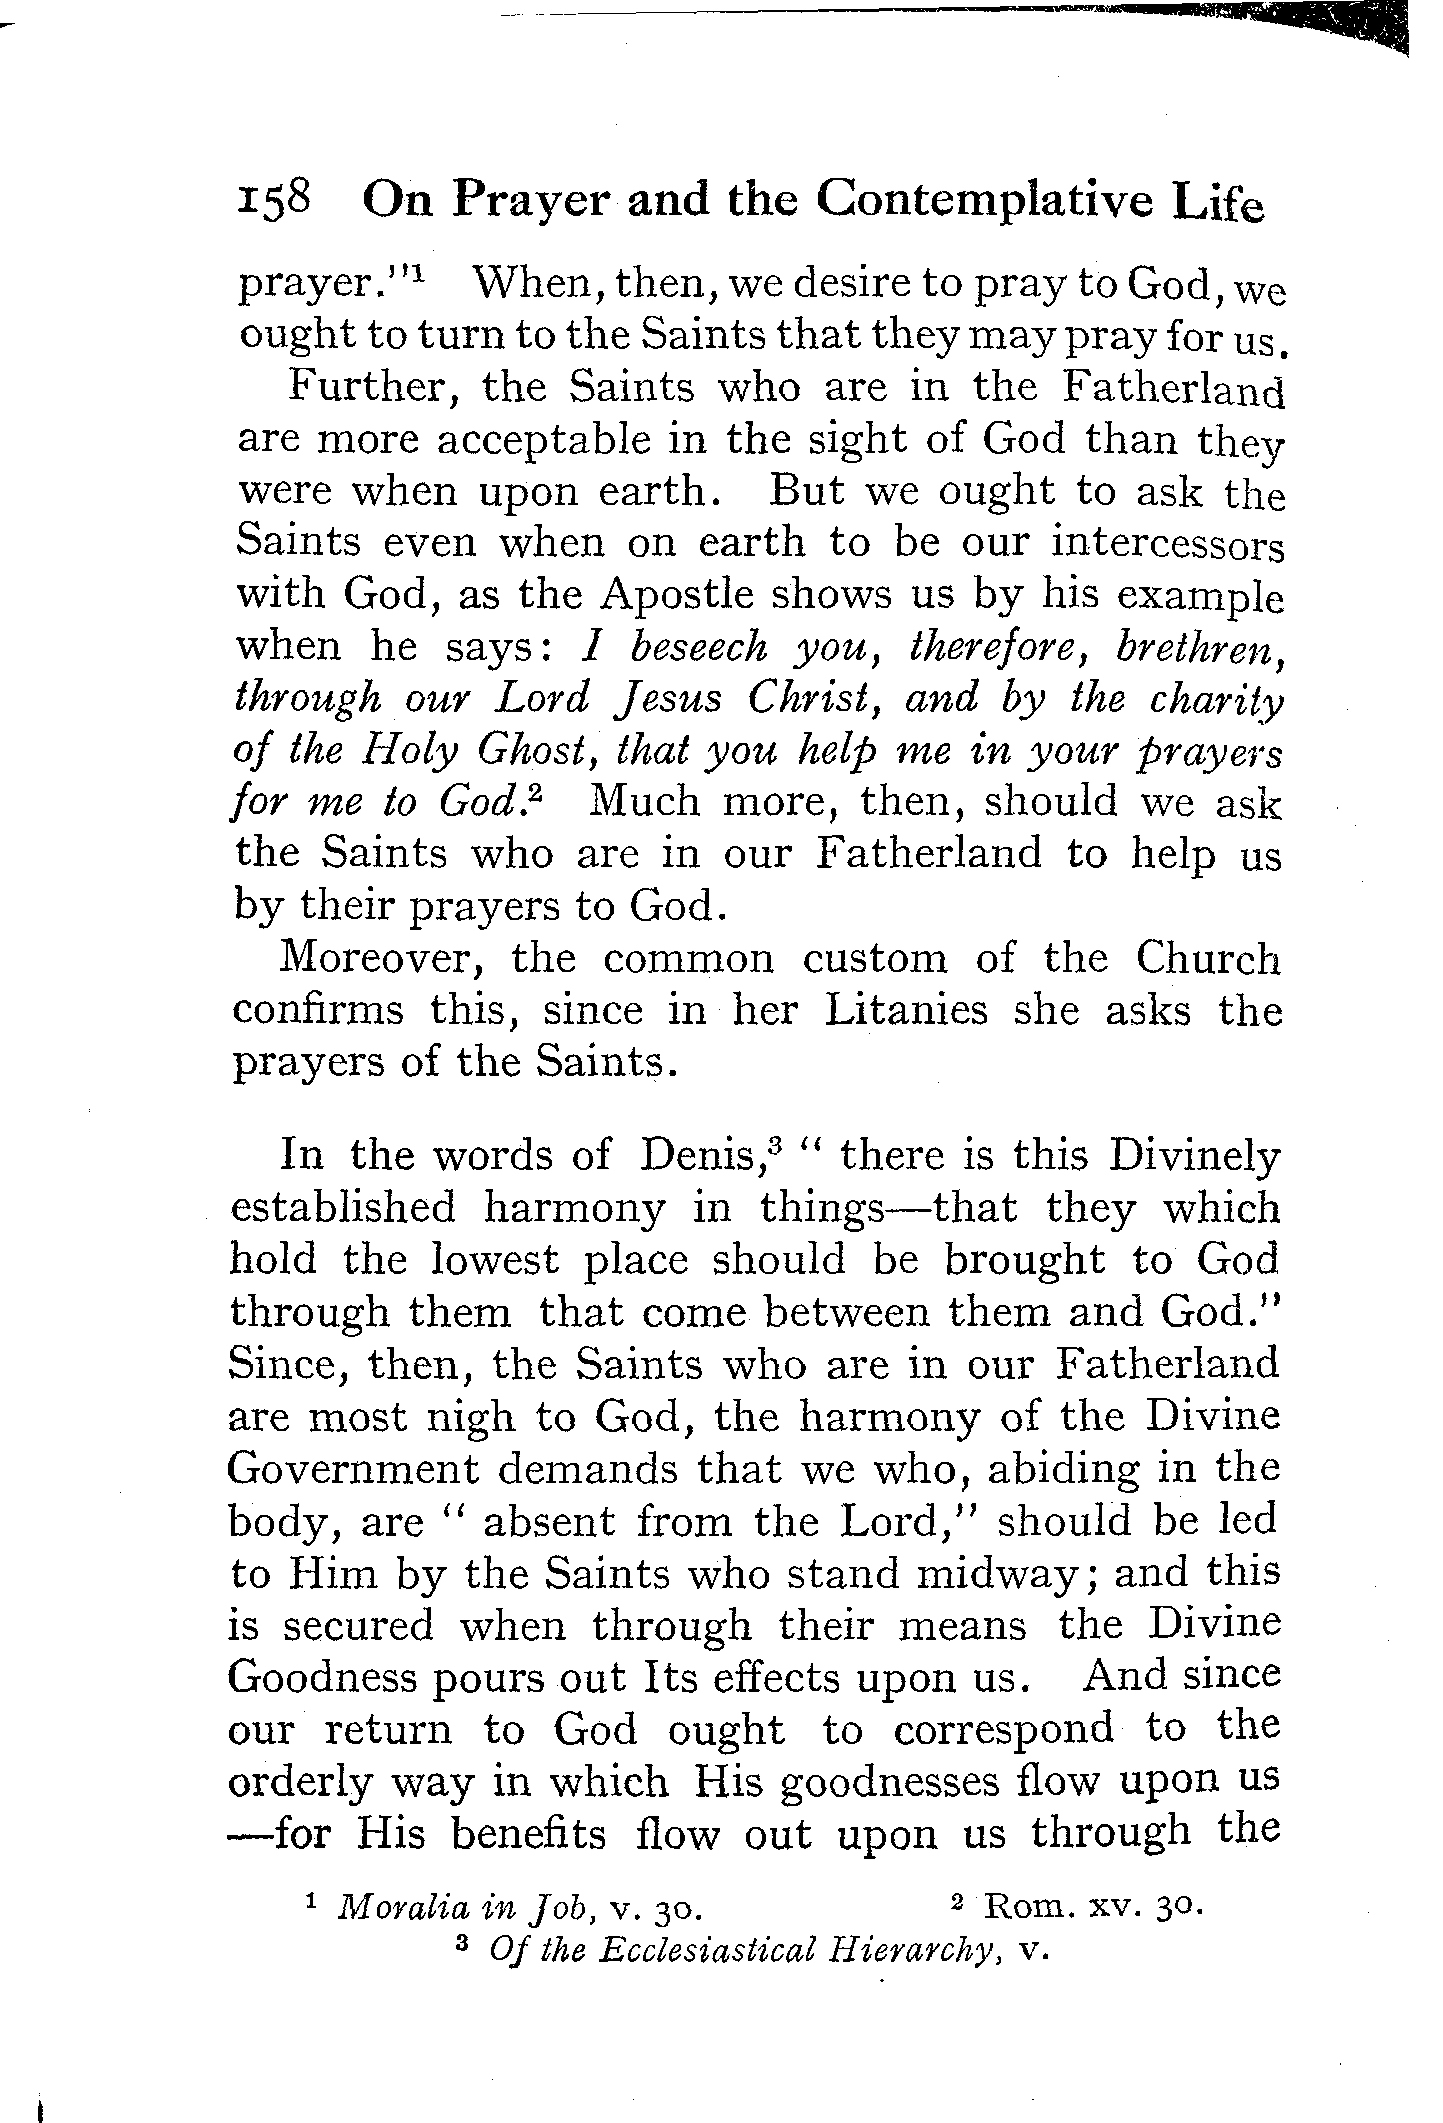 158 On Prayer and the Contemplative Life
prayer."¹ When, then, we desire to pray to God, we
ought to turn to the Saints that they may pray for us.
Further, the Saints who are in the Fatherland
are more acceptable in the sight of God than they
were when upon earth. But we ought to ask the
Saints even when on earth to be our intercessors
with God, as the Apostle shows us by his example
when he says: I beseech you, therefore, brethren,
through our Lord Jesus Christ, and by the charity
of the Holy Ghost, that you help me in your prayers
for me to God.² Much more, then, should we ask
the Saints who are in our Fatherland to help us
by their prayers to God.
Moreover, the common custom of the Church
confirms this, since in her Litanies she asks the
prayers of the Saints.
In the words of Denis,³ " there is this Divinely
established harmony in things—that they which
hold the lowest place should be brought to God
through them that come between them and God."
Since, then, the Saints who are in our Fatherland
are most nigh to God, the harmony of the Divine
Government demands that we who, abiding in the
body, are " absent from the Lord," should be led
to Him by the Saints who stand midway; and this
is secured when through their means the Divine
Goodness pours out Its effects upon us. And since
our return to God ought to correspond to the
orderly way in which His goodnesses flow upon us
—for His benefits flow out upon us through the
¹ Moralia in Job, v. 30. ² Rom. xv. 30.
³ Of the Ecclesiastical Hierarchy, v.